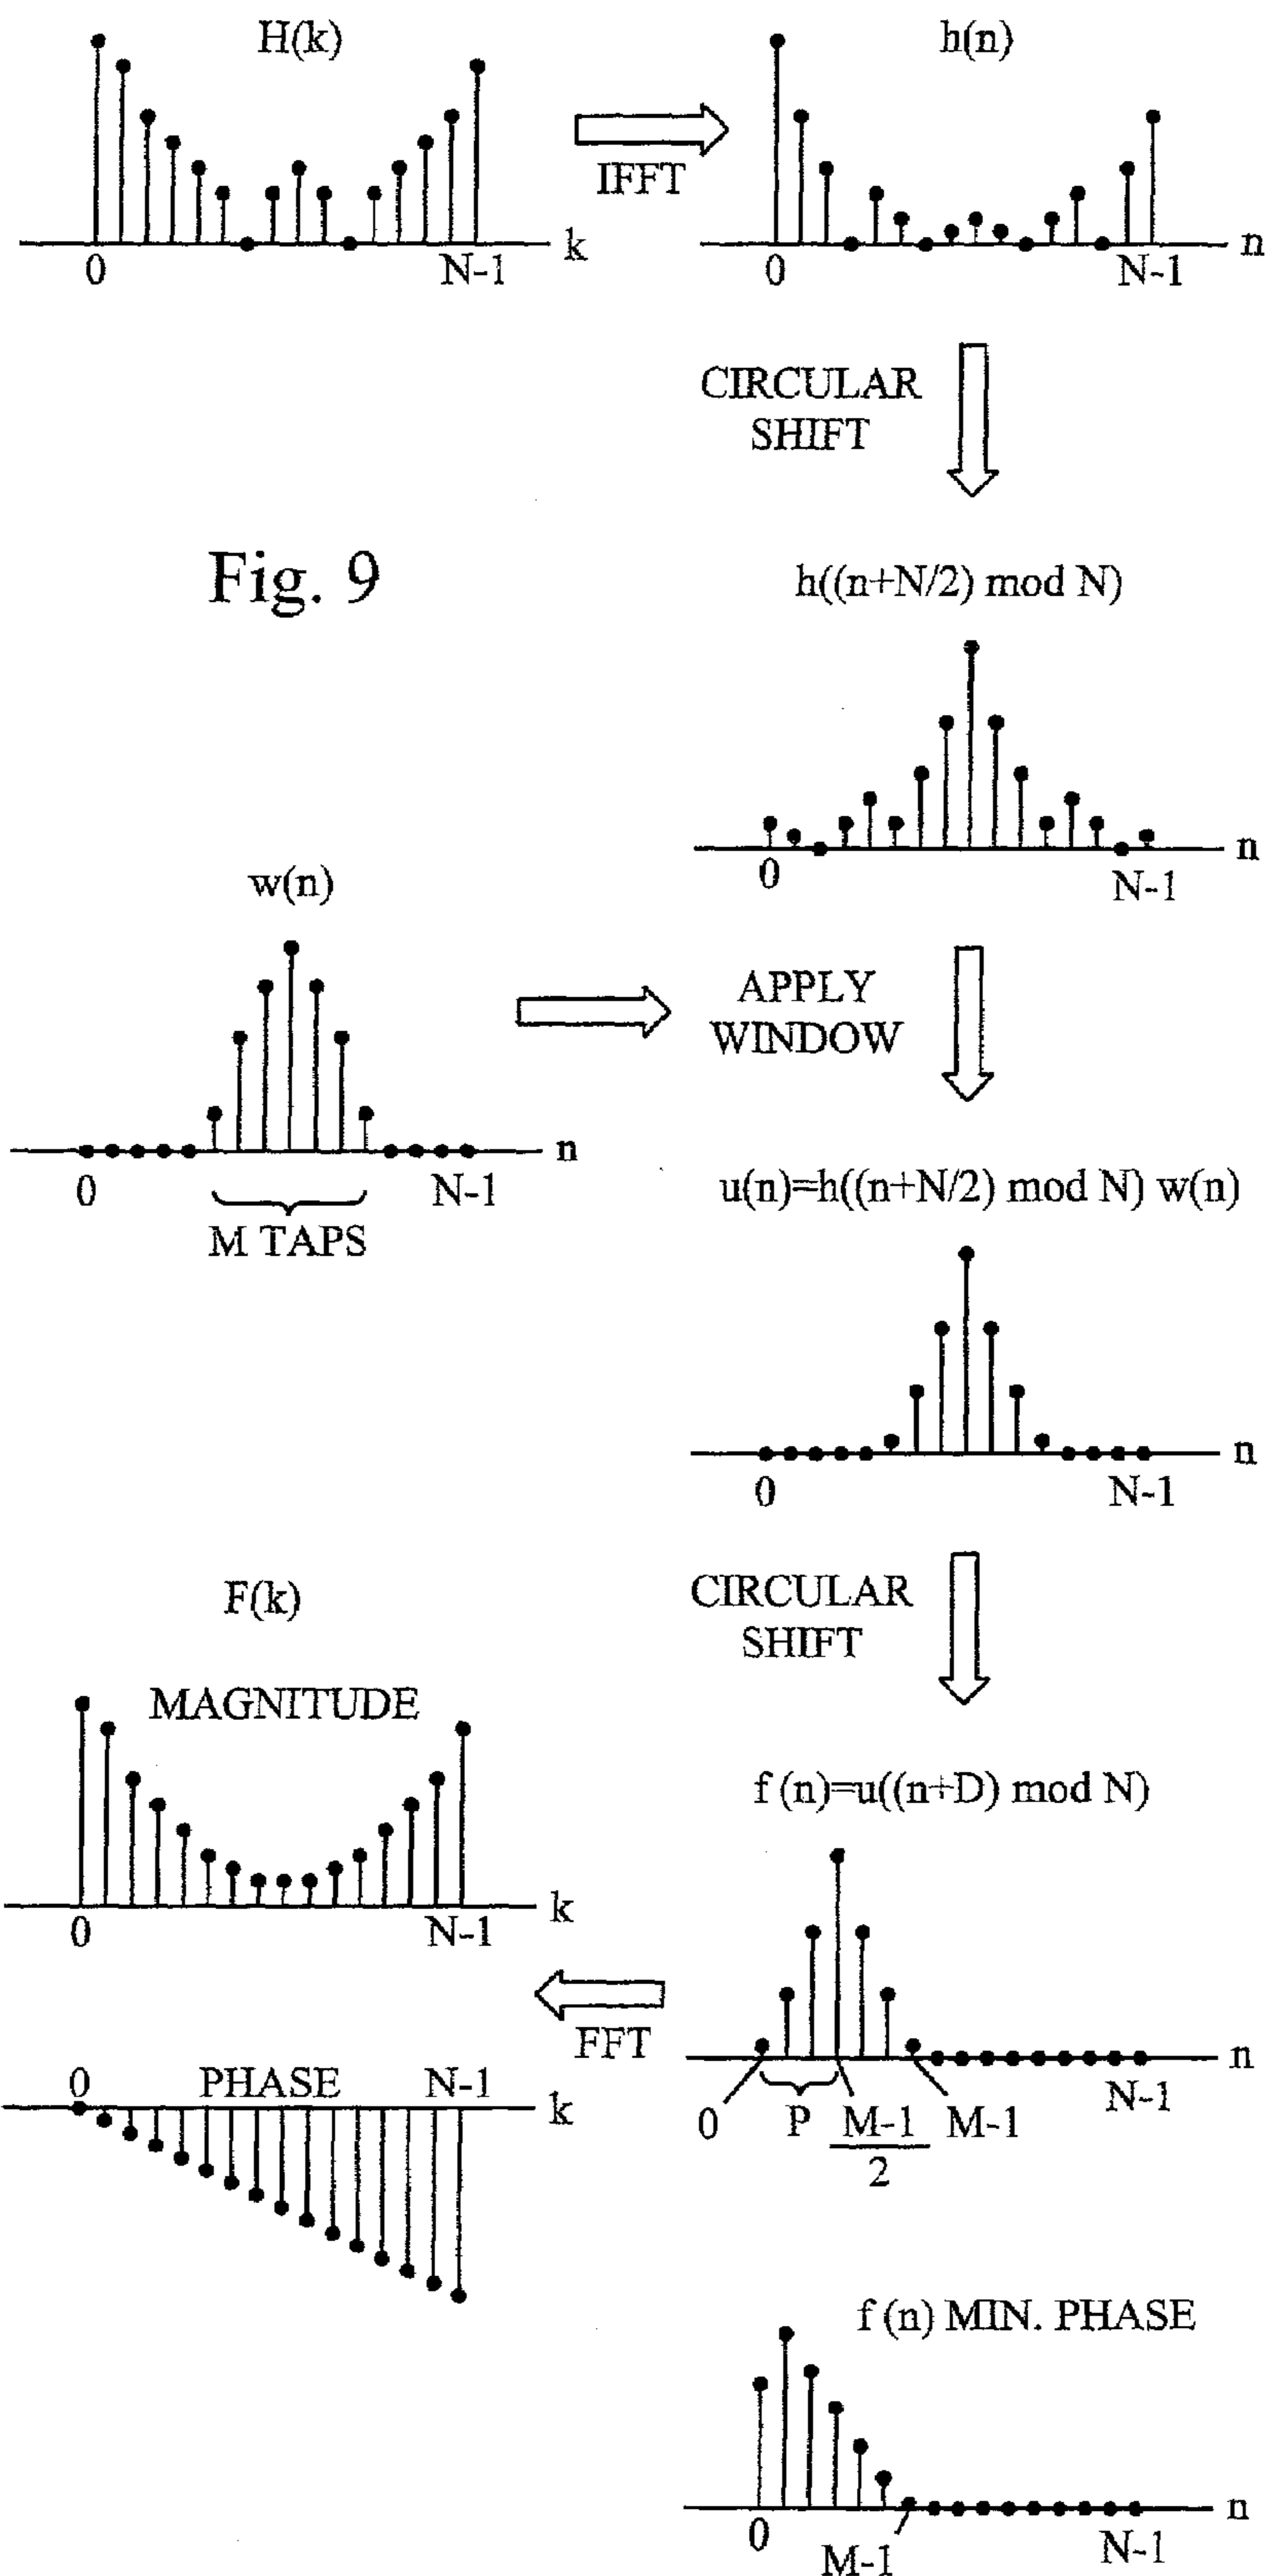 H(k)
h(n)
IFFT
0
N-1
k
0
N-1
n
CIRCULAR
SHIFT
Fig. 9
h((n+N/2) mod N)
0
N-1
n
w(n)
0
N-1
n
M TAPS
APPLY
WINDOW
u(n)=h((n+N/2) mod N) w(n)
0
N-1
n
CIRCULAR
SHIFT
F(k)
MAGNITUDE
0
N-1
k
f (n)=u((n+D) mod N)
FFT
0
P
M-1
2
M-1
N-1
n
0
PHASE
N-1
k
f (n) MIN. PHASE
0
M-1
N-1
n